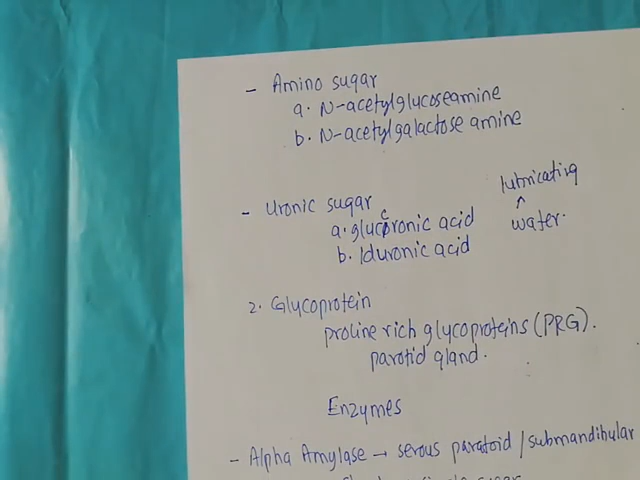 - Amino sugar
a. N-acetylglucoseamine
b. N-acetylgalactose amine
lubricating
↑
water.
- Uronic sugar
a. glucoronic acid
b. Iduronic acid
2. Glycoprotein
proline rich glycoproteins (PRG).
parotid gland.
Enzymes
- Alpha Amylase → serous paratoid / submandibular